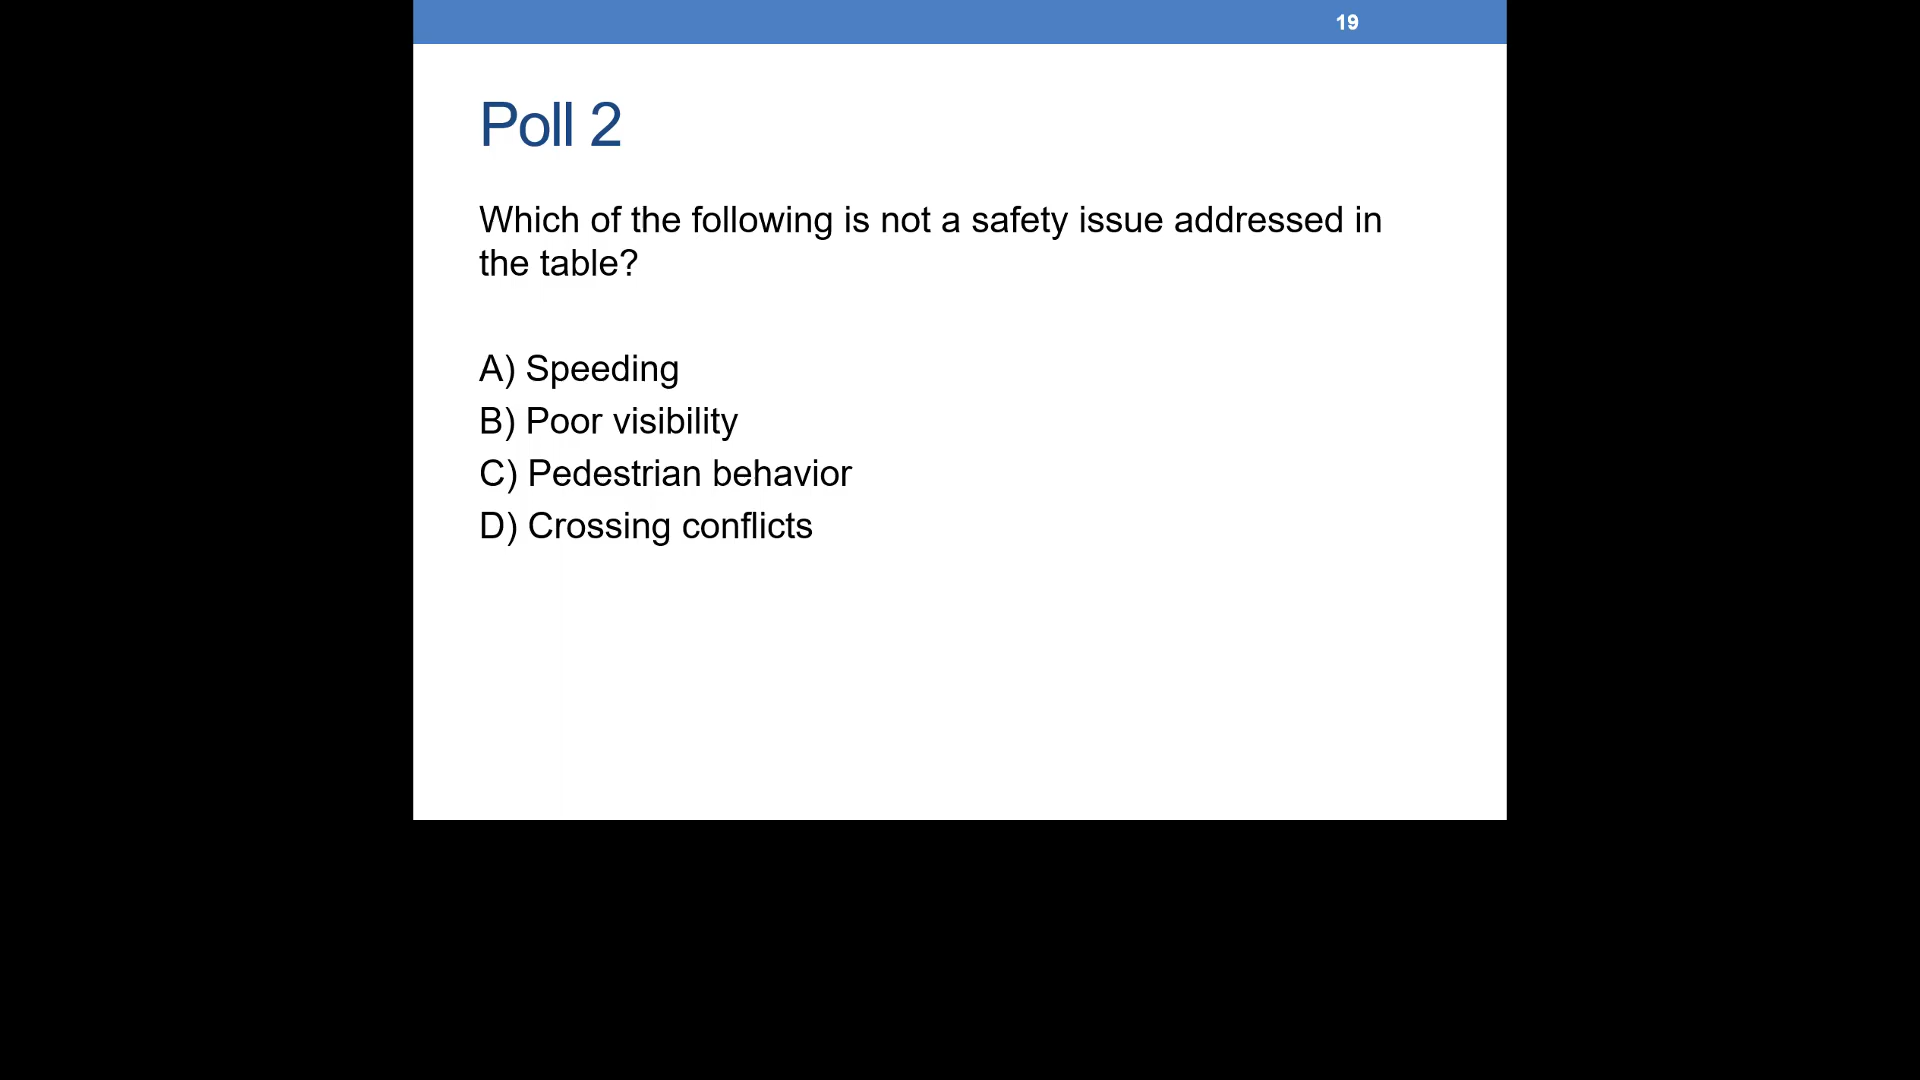 19
Poll 2
Which of the following is not a safety issue addressed in
the table?
A) Speeding
B) Poor visibility
C) Pedestrian behavior
D) Crossing conflicts